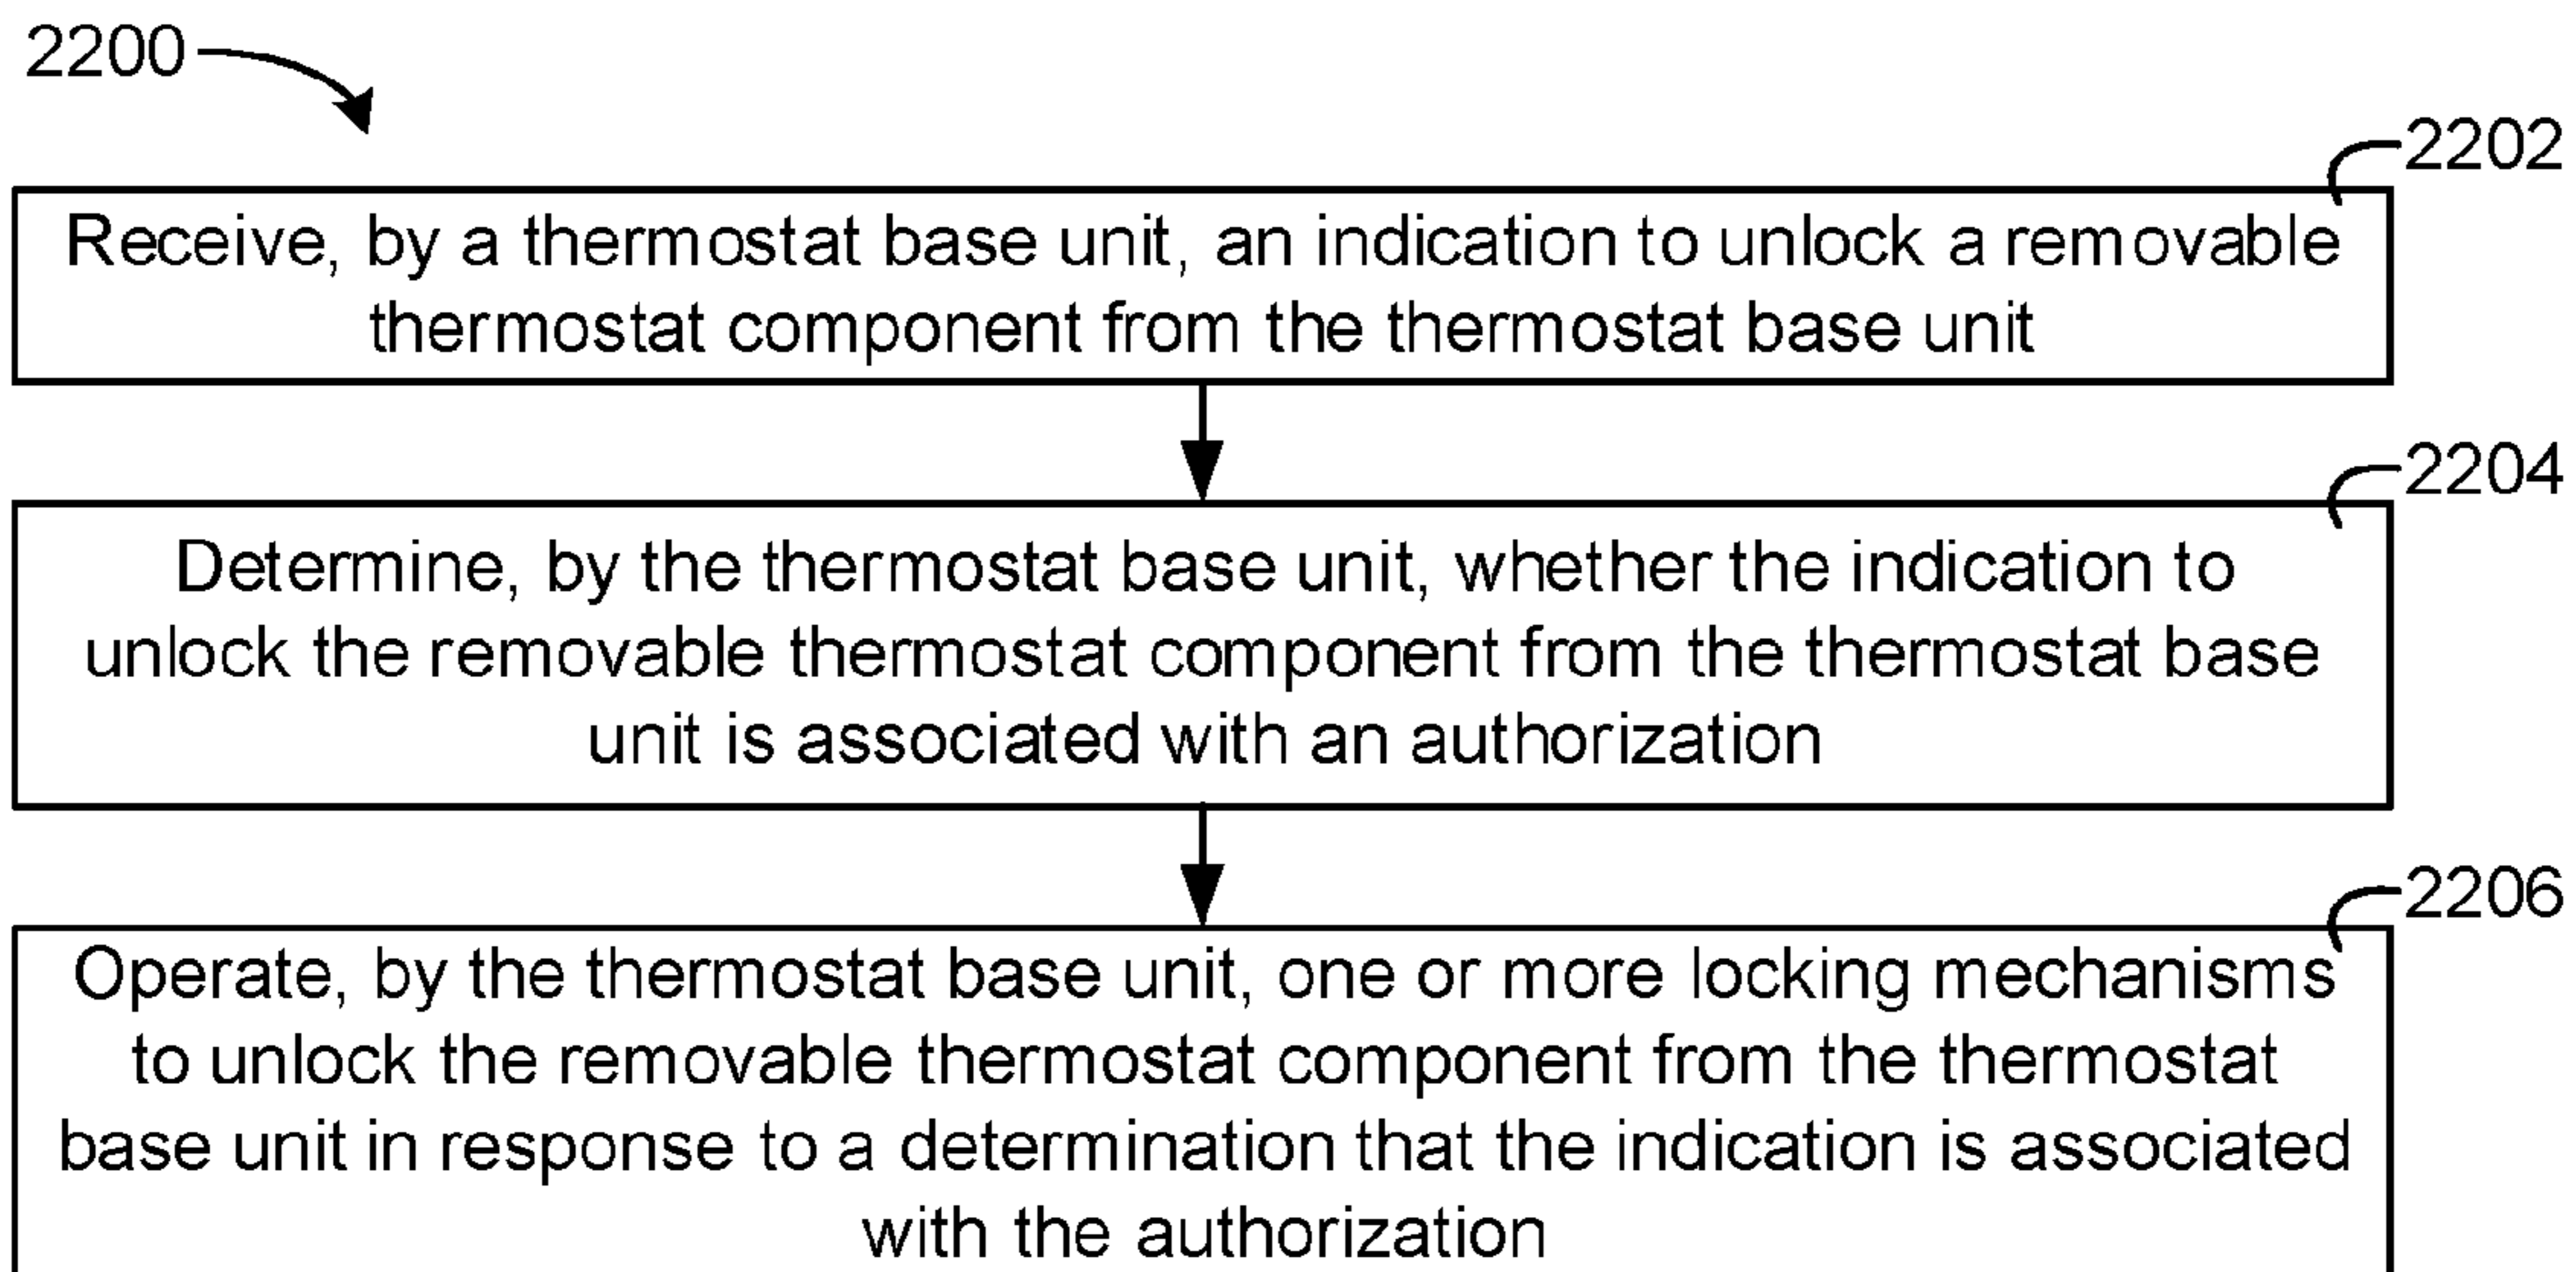 2200
2202
Receive, by a thermostat base unit, an indication to unlock a removable
thermostat component from the thermostat base unit
2204
Determine, by the thermostat base unit, whether the indication to
unlock the removable thermostat component from the thermostat base
unit is associated with an authorization
2206
Operate, by the thermostat base unit, one or more locking mechanisms
to unlock the removable thermostat component from the thermostat
base unit in response to a determination that the indication is associated
with the authorization